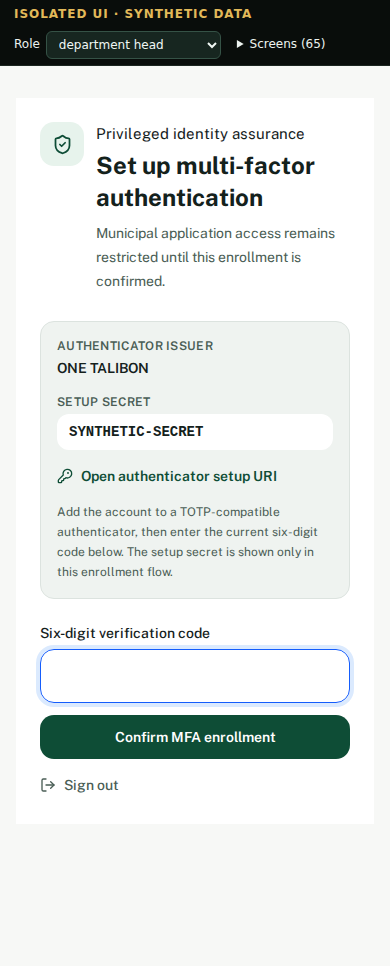 ISOLATED UI · SYNTHETIC DATA
Role department head Screens (65)
Privileged identity assurance
Set up multi-factor
authentication
Municipal application access remains
restricted until this enrollment is
confirmed.
AUTHENTICATOR ISSUER
ONE TALIBON
SETUP SECRET
SYNTHETIC-SECRET
Open authenticator setup URI
Add the account to a TOTP-compatible
authenticator, then enter the current six-digit
code below. The setup secret is shown only in
this enrollment flow.
Six-digit verification code
Confirm MFA enrollment
Sign out